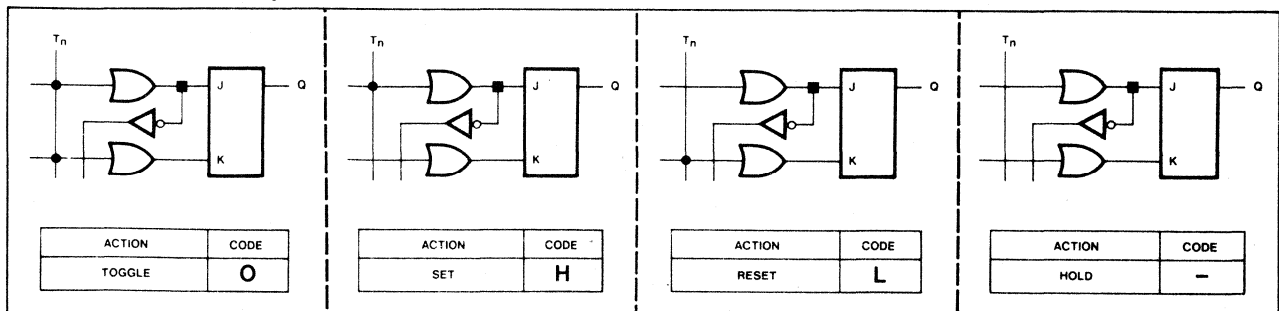 Tn
J
Q
K
ACTION CODE
TOGGLE O
Tn
J
Q
K
ACTION CODE
SET H
Tn
J
Q
K
ACTION CODE
RESET L
Tn
J
Q
K
ACTION CODE
HOLD –